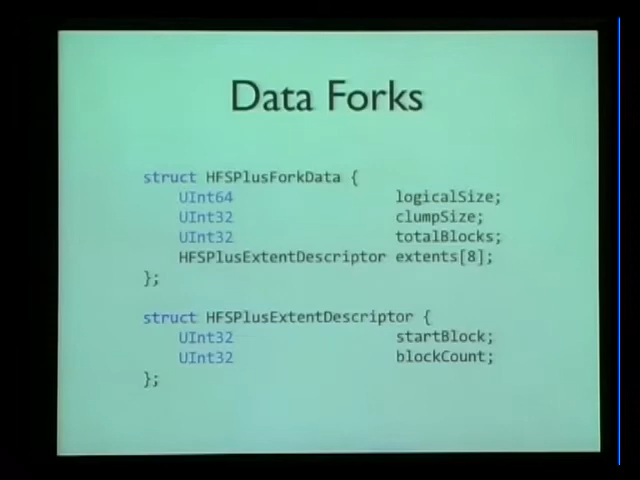 Data Forks
struct HFSPlusForkData {
UInt64 logicalSize;
UInt32 clumpSize;
UInt32 totalBlocks;
HFSPlusExtentDescriptor extents[8];
};
struct HFSPlusExtentDescriptor {
UInt32 startBlock;
UInt32 blockCount;
};